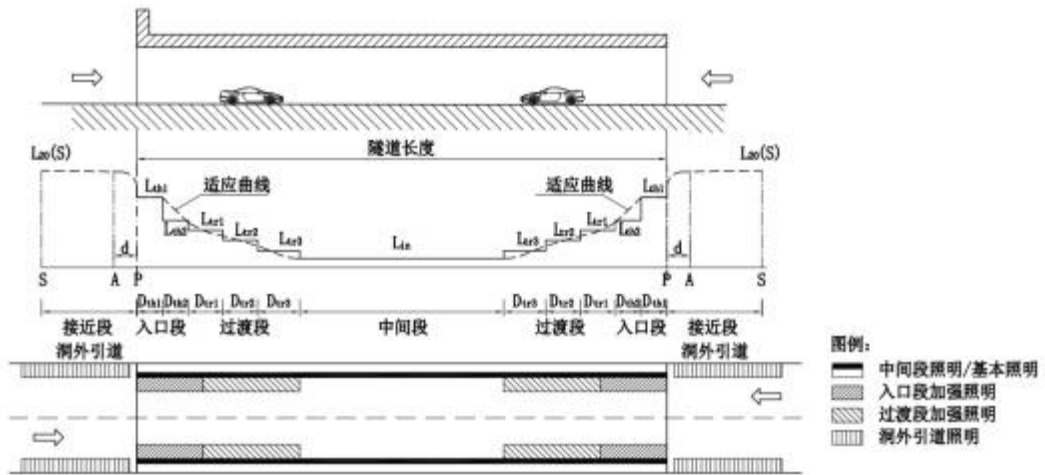 隧道长度
L20(S)
L20(S)
Lth1
适应曲线
适应曲线
Lth1
Lth2
Ltr1
Ltr2
Ltr3
Lin
Ltr3
Ltr2
Ltr1
Lth2
d
d
S A P
P A S
Dth1 Dth2 Dtr1 Dtr2 Dtr3
Dtr3 Dtr2 Dtr1 Dth2 Dth1
接近段 入口段 过渡段 中间段 过渡段 入口段 接近段
洞外引道
洞外引道
图例:
中间段照明/基本照明
入口段加强照明
过渡段加强照明
洞外引道照明